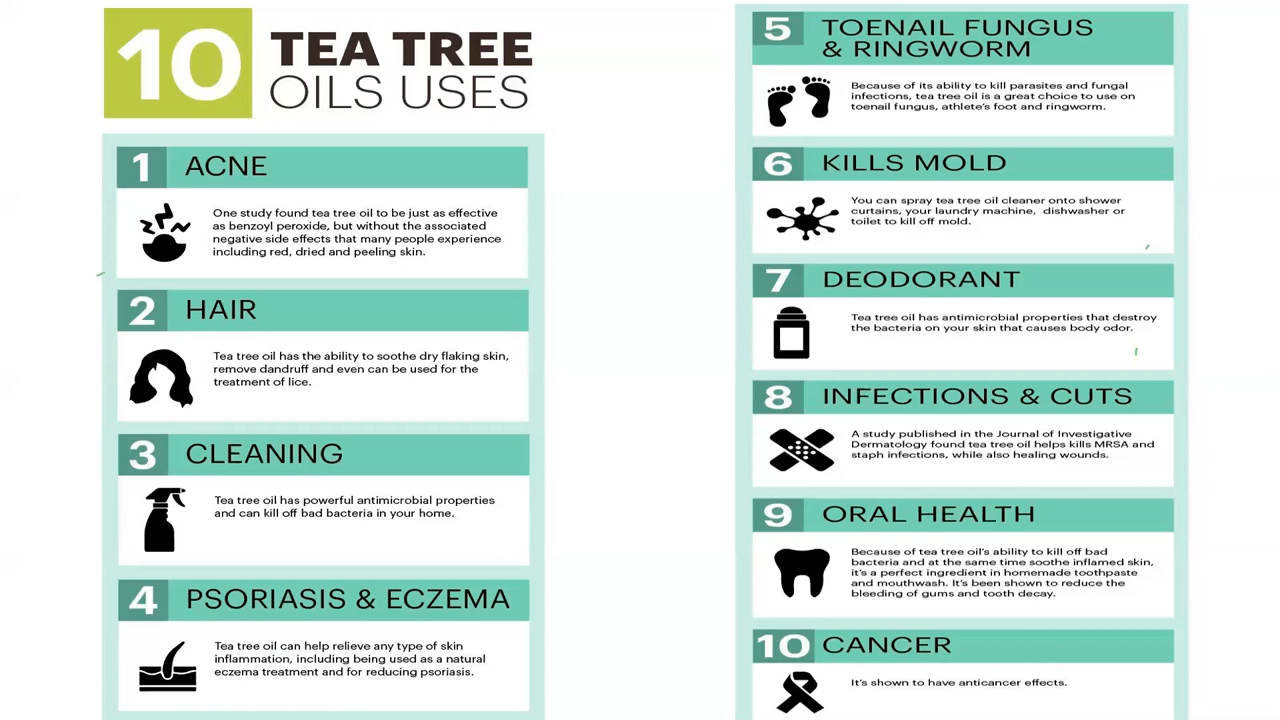 10 TEA TREE
OILS USES
1 ACNE
One study found tea tree oil to be just as effective
as benzoyl peroxide, but without the associated
negative side effects that many people experience
including red, dried and peeling skin.
2 HAIR
Tea tree oil has the ability to soothe dry flaking skin,
remove dandruff and even can be used for the
treatment of lice.
3 CLEANING
Tea tree oil has powerful antimicrobial properties
and can kill off bad bacteria in your home.
4 PSORIASIS & ECZEMA
Tea tree oil can help relieve any type of skin
inflammation, including being used as a natural
eczema treatment and for reducing psoriasis.
5 TOENAIL FUNGUS
& RINGWORM
Because of its ability to kill parasites and fungal
infections, tea tree oil is a great choice to use on
toenail fungus, athlete's foot and ringworm.
6 KILLS MOLD
You can spray tea tree oil cleaner onto shower
curtains, your laundry machine, dishwasher or
toilet to kill off mold.
7 DEODORANT
Tea tree oil has antimicrobial properties that destroy
the bacteria on your skin that causes body odor.
8 INFECTIONS & CUTS
A study published in the Journal of Investigative
Dermatology found tea tree oil helps kills MRSA and
staph infections, while also healing wounds.
9 ORAL HEALTH
Because of tea tree oil's ability to kill off bad
bacteria and at the same time soothe inflamed skin,
it's a perfect ingredient in homemade toothpaste
and mouthwash. It's been shown to reduce the
bleeding of gums and tooth decay.
10 CANCER
It's shown to have anticancer effects.